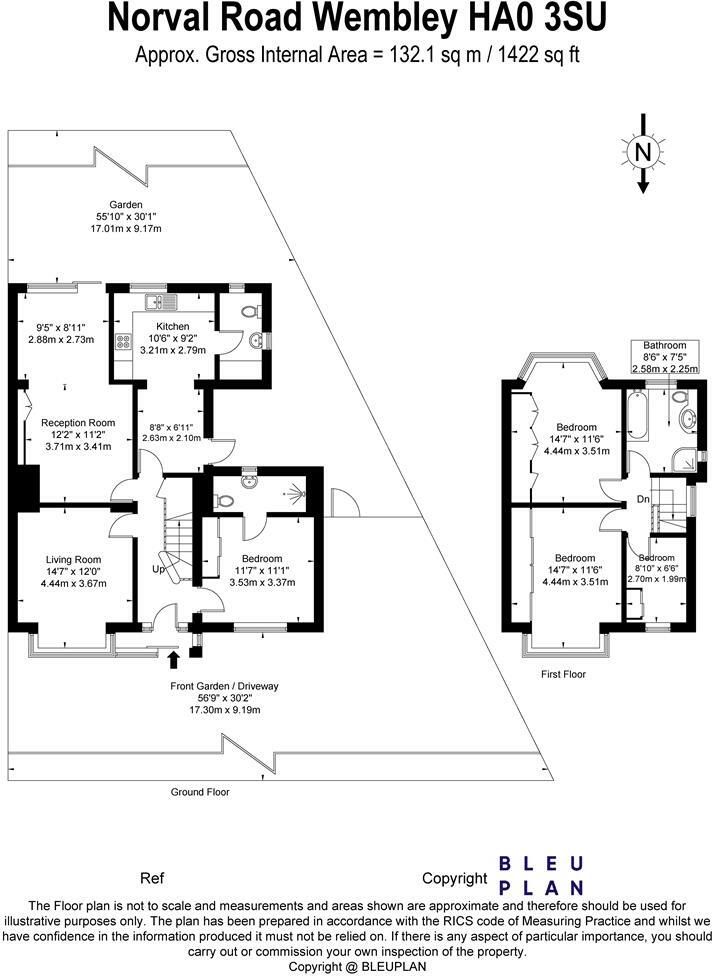 Norval Road Wembley HA0 3SU
Approx. Gross Internal Area = 132.1 sq m / 1422 sq ft
N
Garden
55'10" x 30'1"
17.01m x 9.17m
9'5" x 8'11"
2.88m x 2.73m
Kitchen
10'6" x 9'2"
3.21m x 2.79m
Reception Room
12'2" x 11'2"
3.71m x 3.41m
8'8" x 6'11"
2.63m x 2.10m
Living Room
14'7" x 12'0"
4.44m x 3.67m
Up
Bedroom
11'7" x 11'1"
3.53m x 3.37m
Front Garden / Driveway
56'9" x 30'2"
17.30m x 9.19m
Ground Floor
Bathroom
8'6" x 7'5"
2.58m x 2.25m
Bedroom
14'7" x 11'6"
4.44m x 3.51m
Dn
Bedroom
14'7" x 11'6"
4.44m x 3.51m
Bedroom
8'10" x 6'6"
2.70m x 1.99m
First Floor
Ref
Copyright
BLEU
PLAN
The Floor plan is not to scale and measurements and areas shown are approximate and therefore should be used for
illustrative purposes only. The plan has been prepared in accordance with the RICS code of Measuring Practice and whilst we
have confidence in the information produced it must not be relied on. If there is any aspect of particular importance, you should
carry out or commission your own inspection of the property.
Copyright @ BLEUPLAN